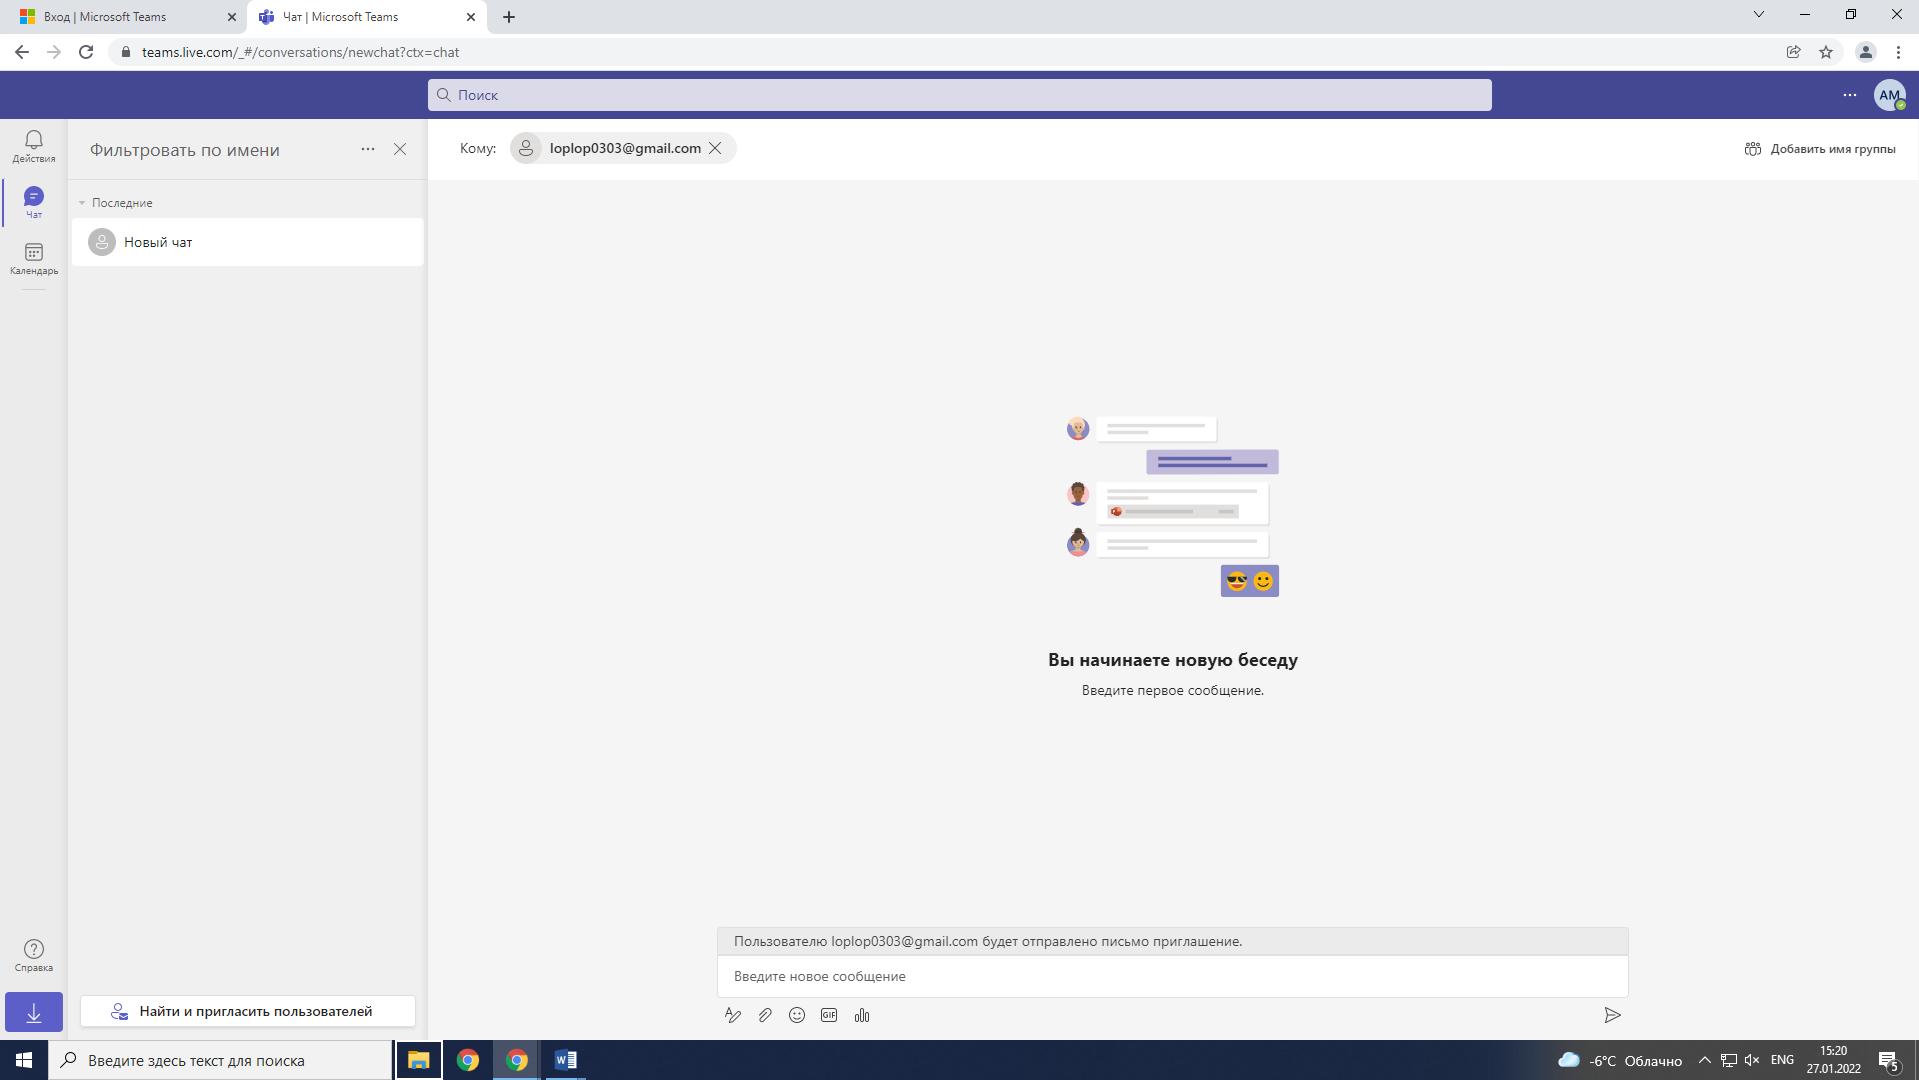 Вход | Microsoft Teams
Чат | Microsoft Teams
teams.live.com/_#/conversations/newchat?ctx=chat
Поиск
AM
Действия
Чат
Календарь
Фильтровать по имени
Последние
Новый чат
Кому: loplop0303@gmail.com
Добавить имя группы
Вы начинаете новую беседу
Введите первое сообщение.
Пользователю loplop0303@gmail.com будет отправлено письмо приглашение.
Введите новое сообщение
GIF
Справка
Найти и пригласить пользователей
Введите здесь текст для поиска
-6°C Облачно
ENG
15:20
27.01.2022
5